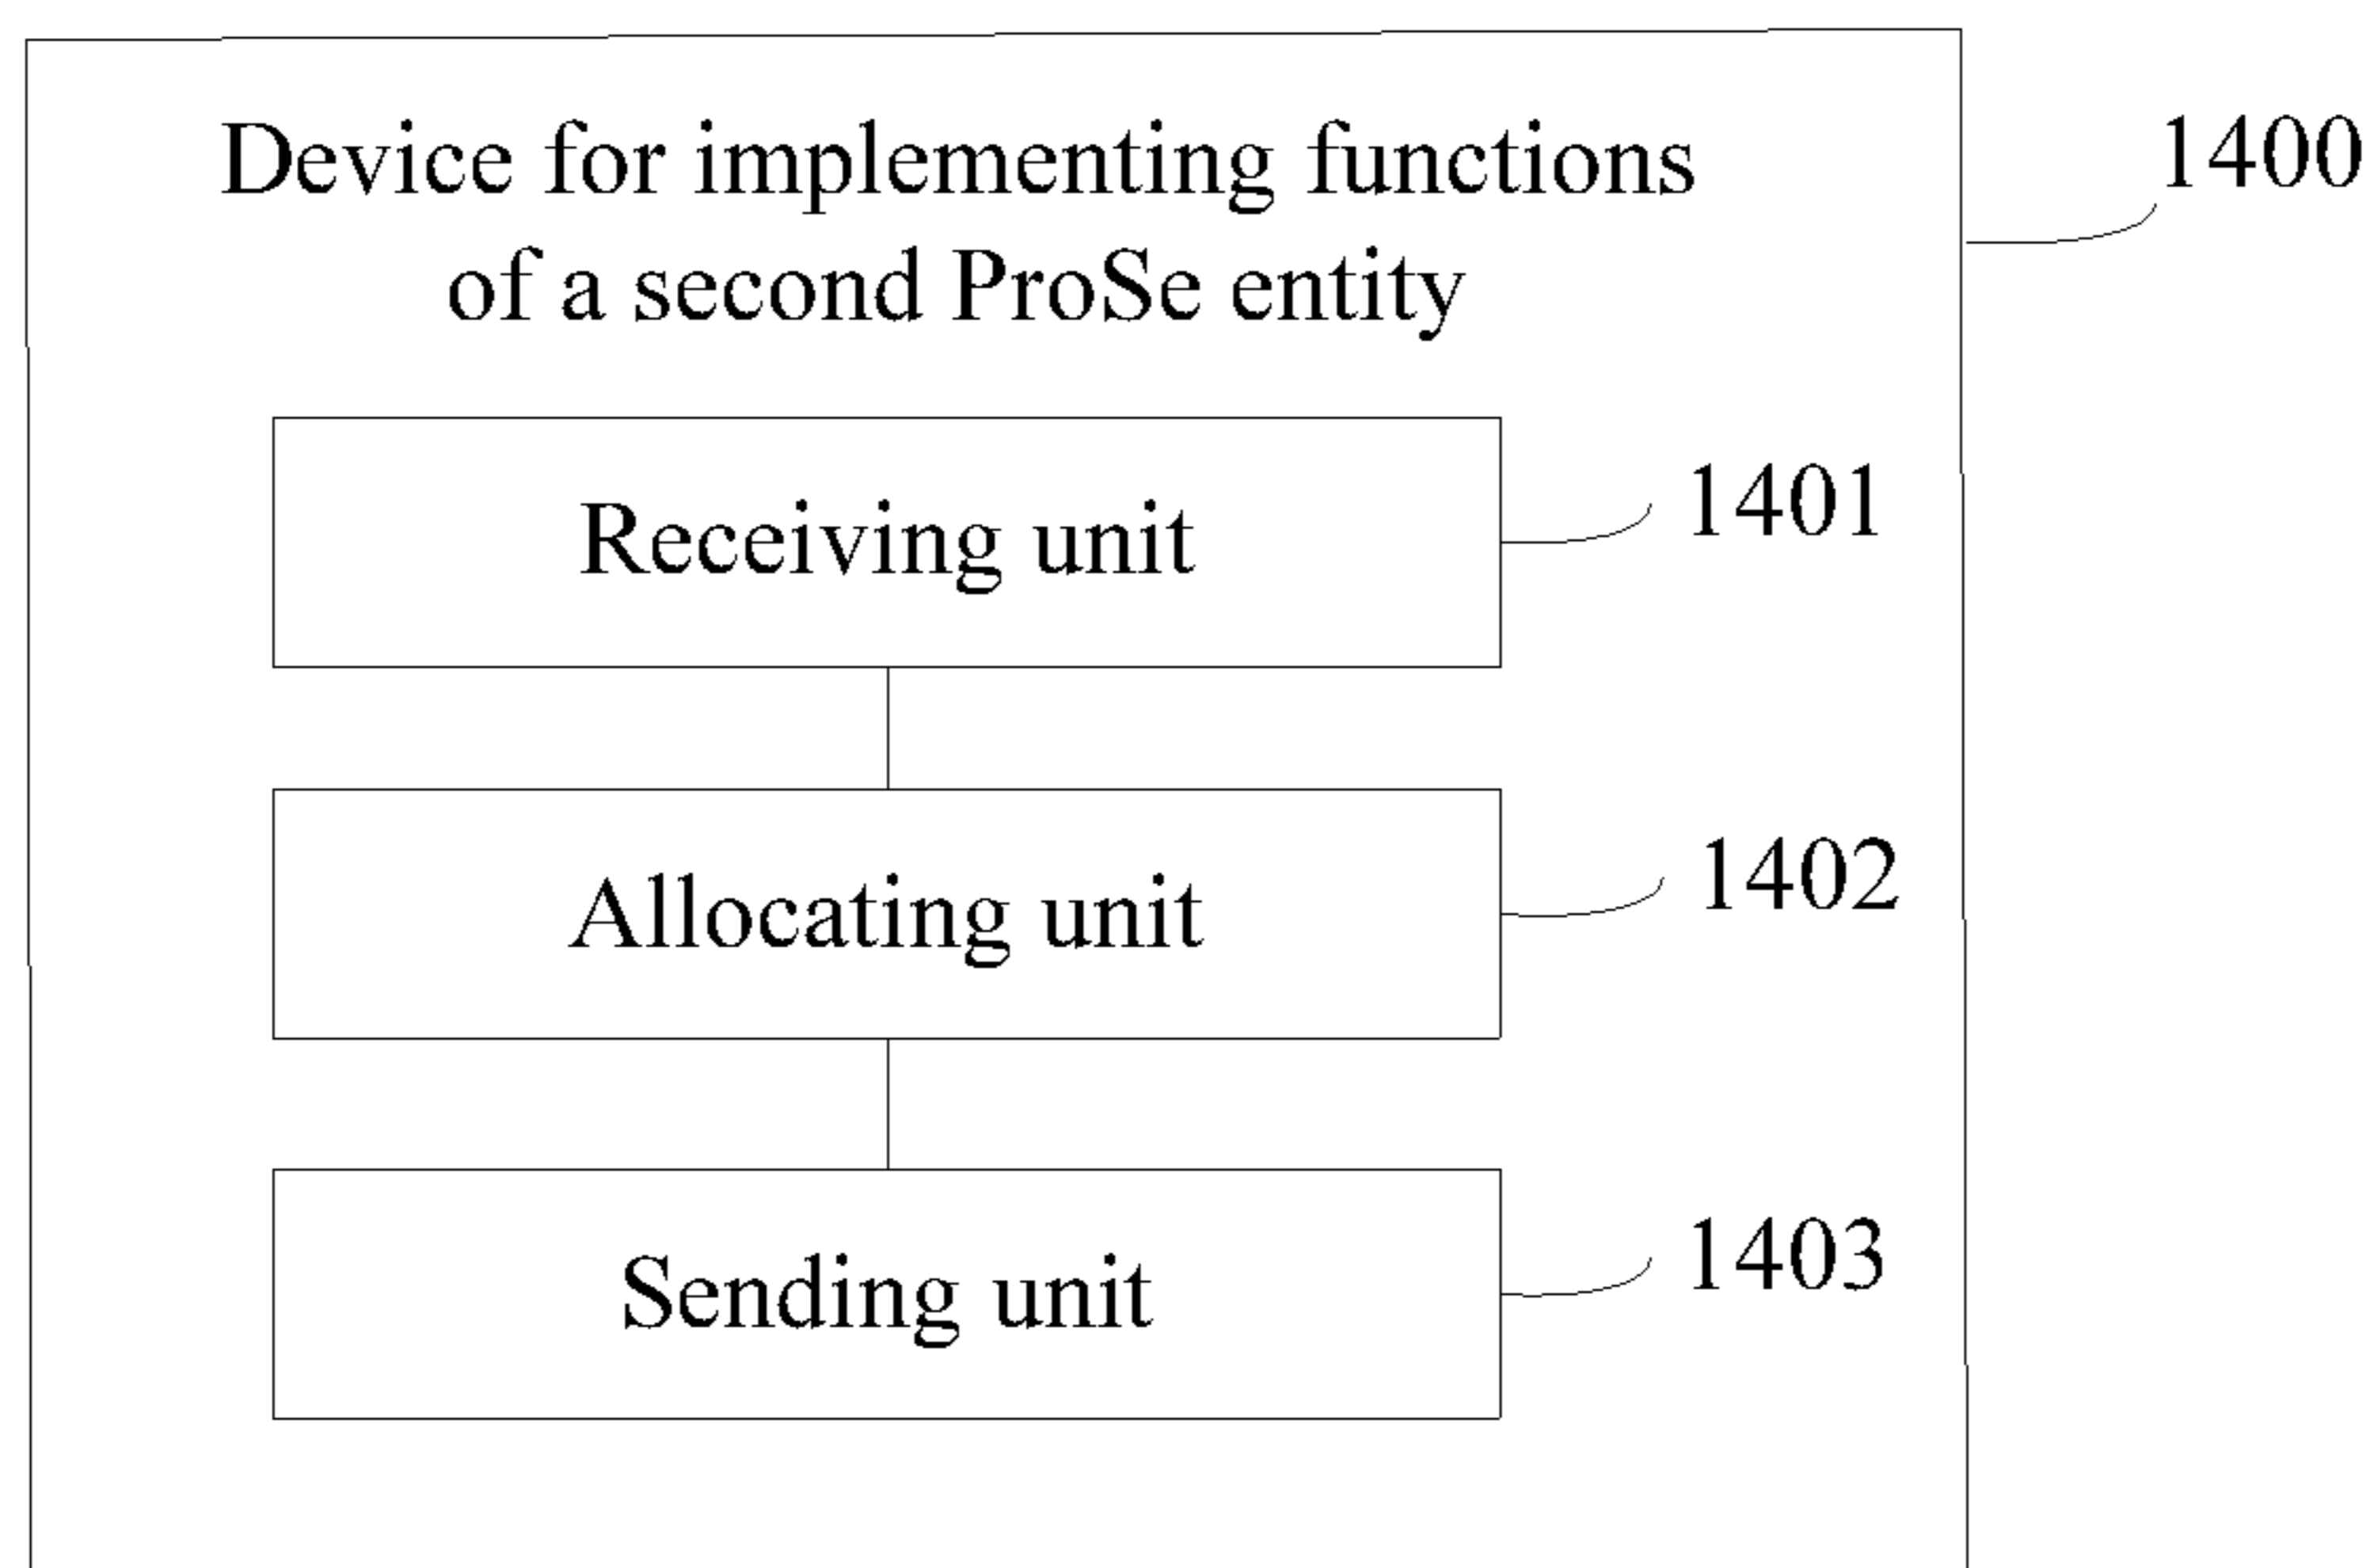 Device for implementing functions
of a second ProSe entity
1400
Receiving unit
1401
Allocating unit
1402
Sending unit
1403